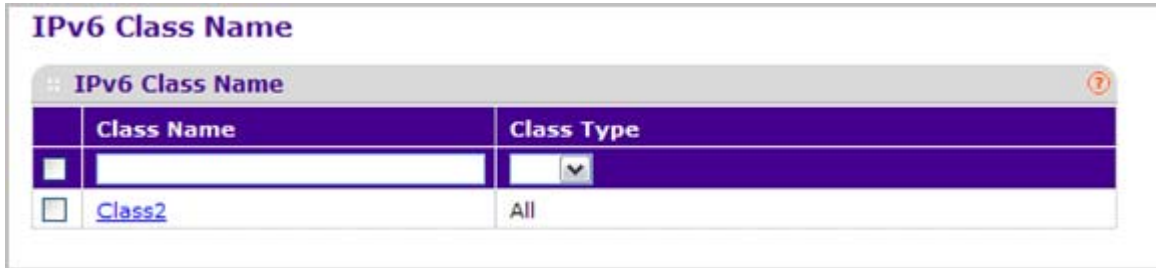 IPv6 Class Name
IPv6 Class Name ?
Class Name Class Type
Class2 All